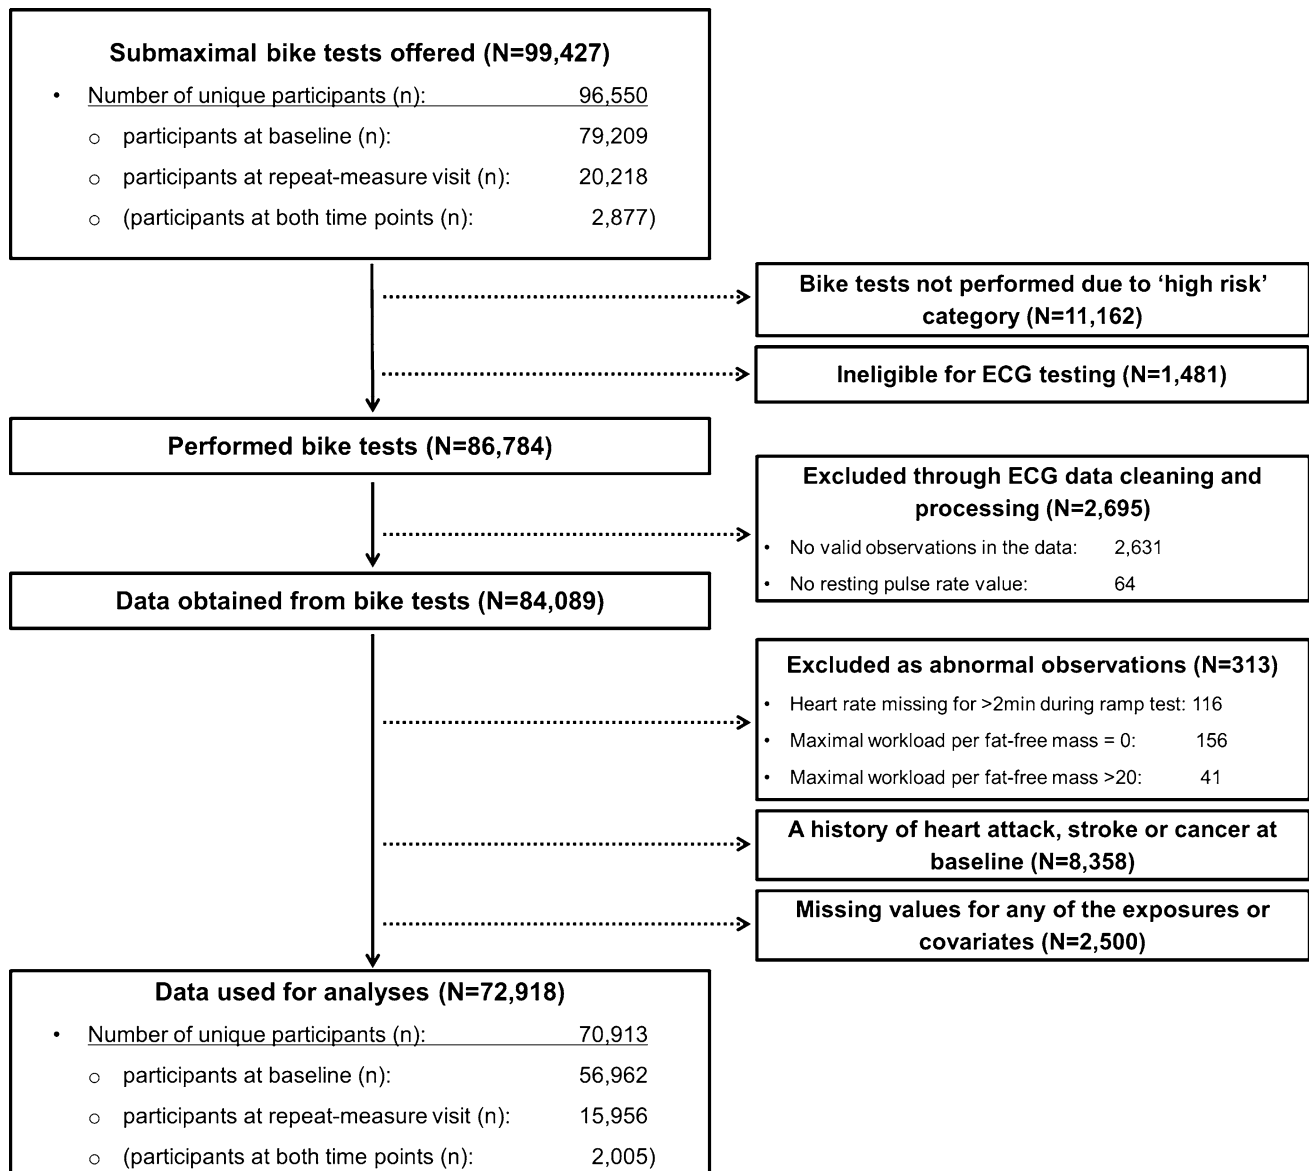 Submaximal bike tests offered (N=99,427)
• Number of unique participants (n): 96,550
o participants at baseline (n): 79,209
o participants at repeat-measure visit (n): 20,218
o (participants at both time points (n): 2,877)
Bike tests not performed due to ‘high risk’
category (N=11,162)
Ineligible for ECG testing (N=1,481)
Performed bike tests (N=86,784)
Excluded through ECG data cleaning and
processing (N=2,695)
• No valid observations in the data: 2,631
• No resting pulse rate value: 64
Data obtained from bike tests (N=84,089)
Excluded as abnormal observations (N=313)
• Heart rate missing for >2min during ramp test: 116
• Maximal workload per fat-free mass = 0: 156
• Maximal workload per fat-free mass >20: 41
A history of heart attack, stroke or cancer at
baseline (N=8,358)
Missing values for any of the exposures or
covariates (N=2,500)
Data used for analyses (N=72,918)
• Number of unique participants (n): 70,913
o participants at baseline (n): 56,962
o participants at repeat-measure visit (n): 15,956
o (participants at both time points (n): 2,005)